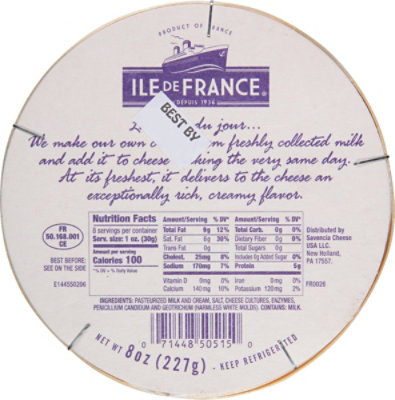 PRODUCT OF FRANCE
ILE DE FRANCE®
DEPUIS 1936
BEST BY
du jour...
We make our own from freshly collected milk
and add it to cheese making the very same day.
At its freshest, it delivers to the cheese an
exceptionally rich, creamy flavor.
FR
50.168.001
CE
BEST BEFORE:
SEE ON THE SIDE
E144550206
Nutrition Facts
8 servings per container
Serv. size: 1 oz. (30g)
Amount per serving
Calories 100
*% DV = % Daily Value
Amount/Serving % DV*
Total Fat 9g 12%
Sat. Fat 6g 30%
Trans Fat 0g
Cholest. 25mg 8%
Sodium 170mg 7%
Amount/Serving % DV*
Total Carb. 0g 0%
Dietary Fiber 0g 0%
Total Sugars 0g
Includes 0g Added Sugars 0%
Protein 5g
Vitamin D 0mcg 0% Iron 0mg 0%
Calcium 140mg 10% Potassium 120mg 2%
Distributed by
Savencia Cheese
USA LLC.
New Holland,
PA 17557.
FR0026
INGREDIENTS: PASTEURIZED MILK AND CREAM, SALT, CHEESE CULTURES, ENZYMES,
PENICILLIUM CANDIDUM AND GEOTRICHUM (HARMLESS WHITE MOLDS). CONTAINS: MILK.
0 71448 50515 0
NET WT 8oz (227g) - KEEP REFRIGERATED